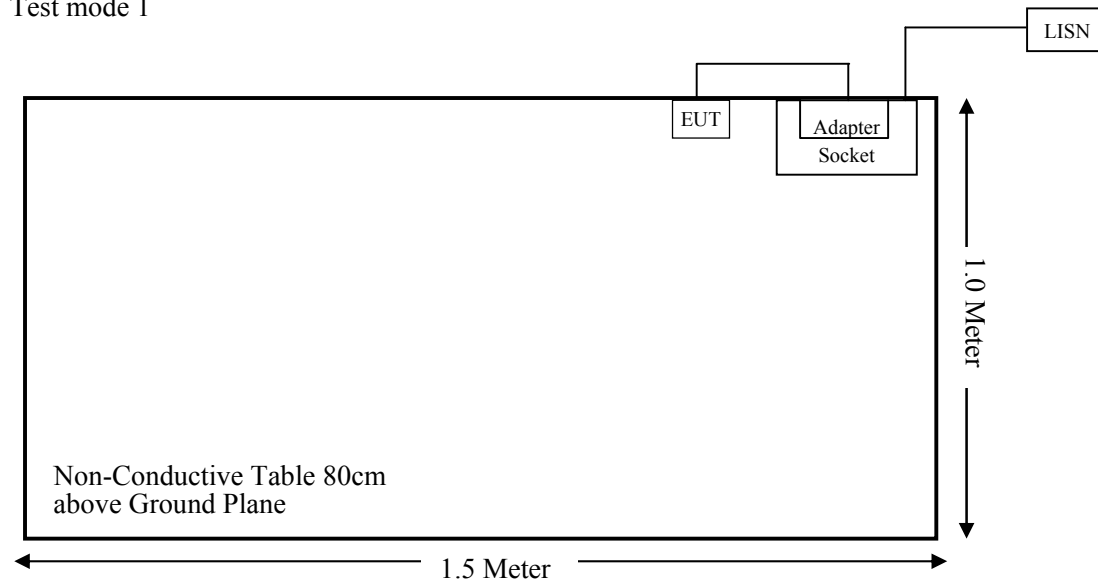 Test mode 1
LISN
EUT
Adapter
Socket
1.0 Meter
Non-Conductive Table 80cm
above Ground Plane
1.5 Meter